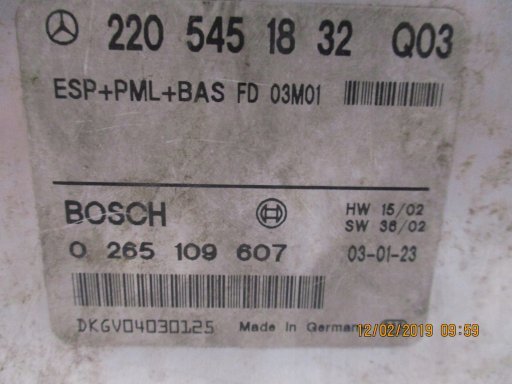 220 545 18 32 Q03
ESP+PML+BAS FD 03M01
BOSCH
HW 15/02
SW 36/02
0 265 109 607
03-01-23
DKGV04030125
Made in Germany
12/02/2019 09:59